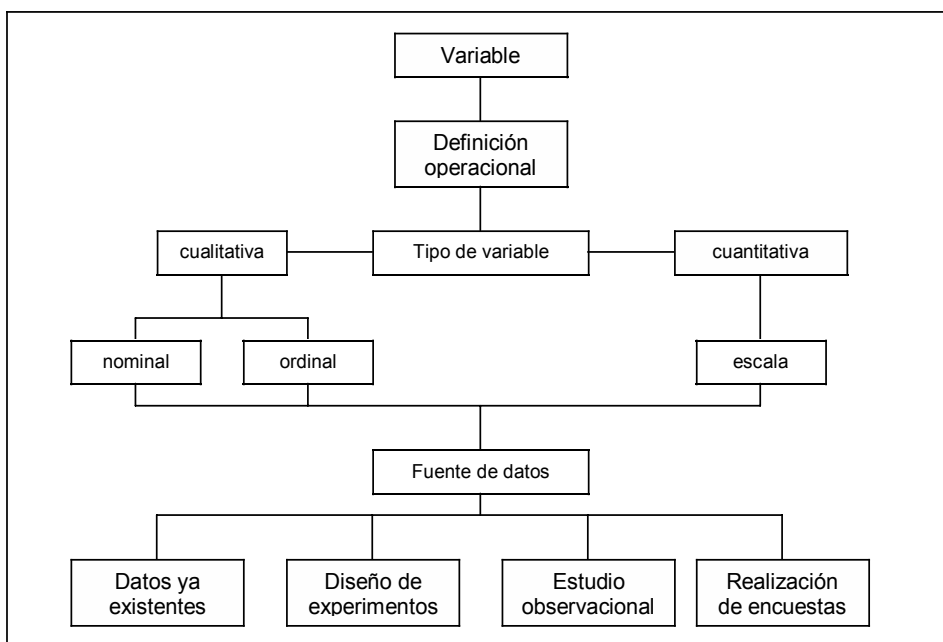 Variable
Definición
operacional
cualitativa
Tipo de variable
cuantitativa
nominal
ordinal
escala
Fuente de datos
Datos ya
existentes
Diseño de
experimentos
Estudio
observacional
Realización
de encuestas